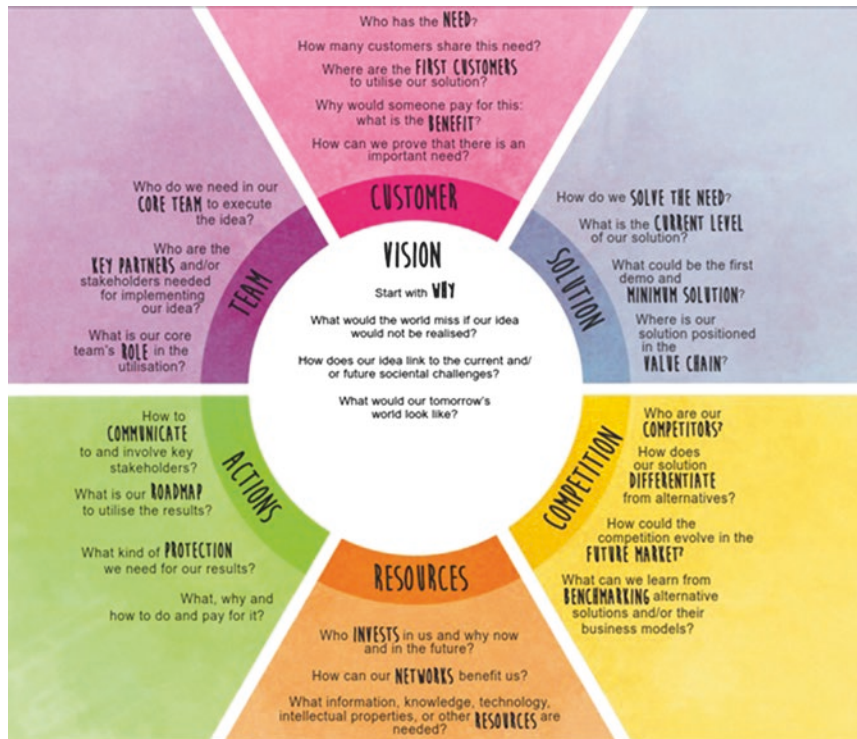 Who has the NEED?
How many customers share this need?
Where are the FIRST CUSTOMERS
to utilise our solution?
Why would someone pay for this:
what is the BENEFIT?
How can we prove that there is an
important need?
CUSTOMER
How do we SOLVE THE NEED?
What is the CURRENT LEVEL
of our solution?
What could be the first
demo and
MINIMUM SOLUTION?
Where is our
solution positioned
in the
VALUE CHAIN?
SOLUTION
Who are our
COMPETITORS?
How does
our solution
DIFFERENTIATE
from alternatives?
How could the
competition evolve in the
FUTURE MARKET?
What can we learn from
BENCHMARKING alternative
solutions and/or their
business models?
COMPETITION
RESOURCES
Who INVESTS in us and why now
and in the future?
How can our NETWORKS benefit us?
What information, knowledge, technology,
intellectual properties, or other RESOURCES are
needed?
How to
COMMUNICATE
to and involve key
stakeholders?
What is our ROADMAP
to utilise the results?
What kind of PROTECTION
we need for our results?
What, why and
how to do and pay for it?
ACTIONS
Who do we need in our
CORE TEAM to execute
the idea?
Who are the
KEY PARTNERS and/or
stakeholders needed
for implementing
our idea?
What is our core
team's ROLE in the
utilisation?
TEAM
VISION
Start with WHY
What would the world miss if our idea
would not be realised?
How does our idea link to the current and/
or future sociental challenges?
What would our tomorrow's
world look like?